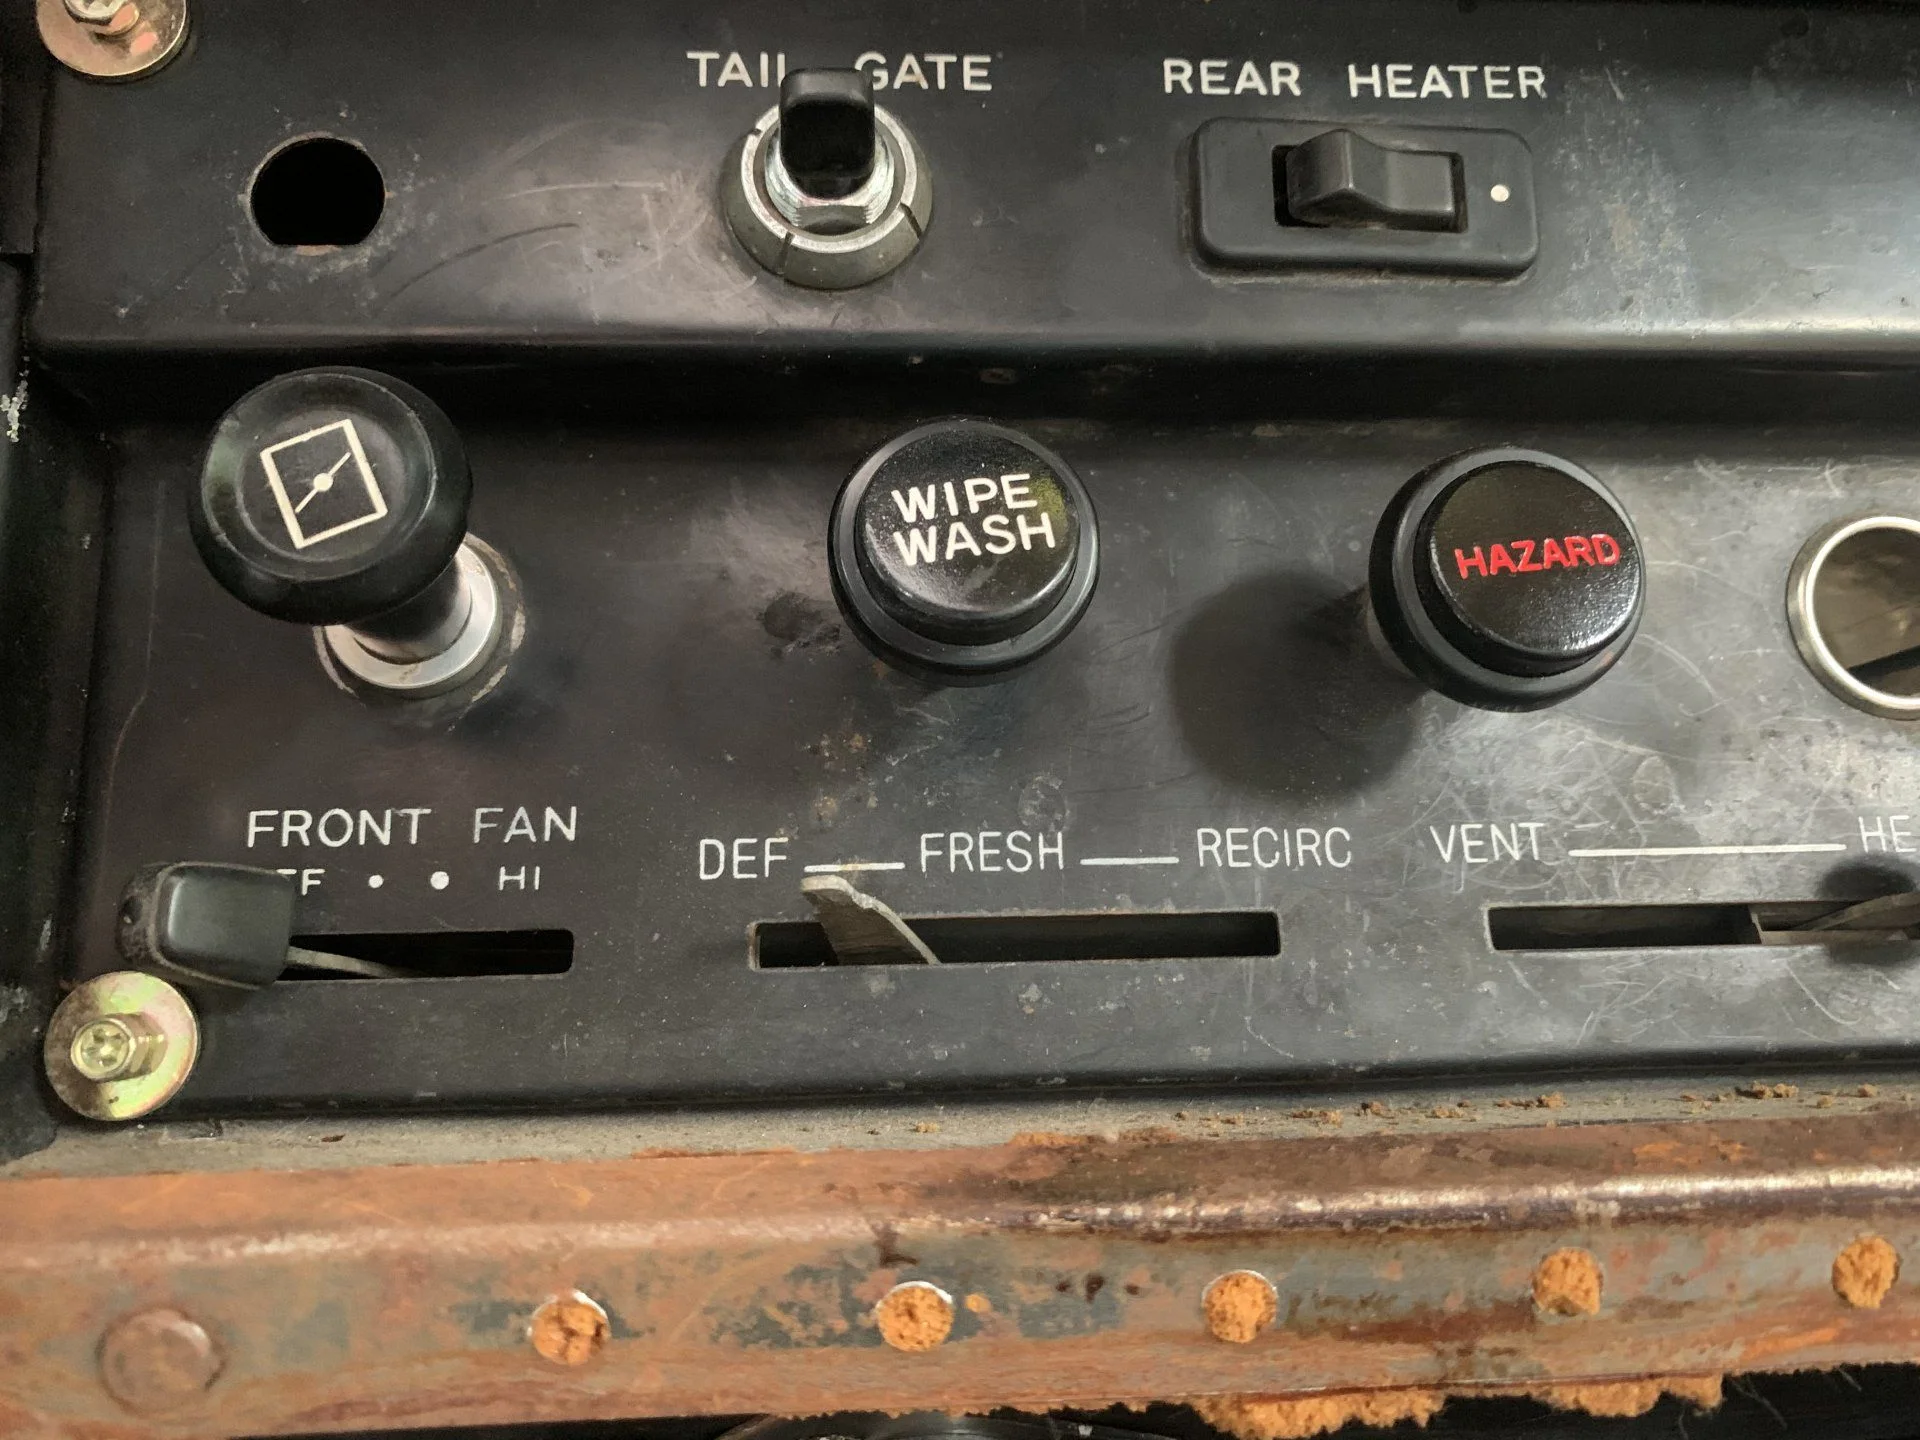 TAIL GATE
REAR HEATER
WIPE
WASH
HAZARD
FRONT FAN
HI
DEF FRESH RECIRC
VENT